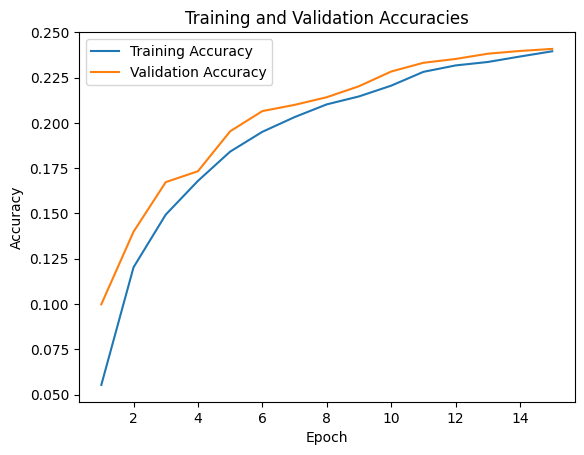 Training and Validation Accuracies
Training Accuracy
Validation Accuracy
0.250
0.225
0.200
0.175
0.150
0.125
0.100
0.075
0.050
Accuracy
2 4 6 8 10 12 14
Epoch